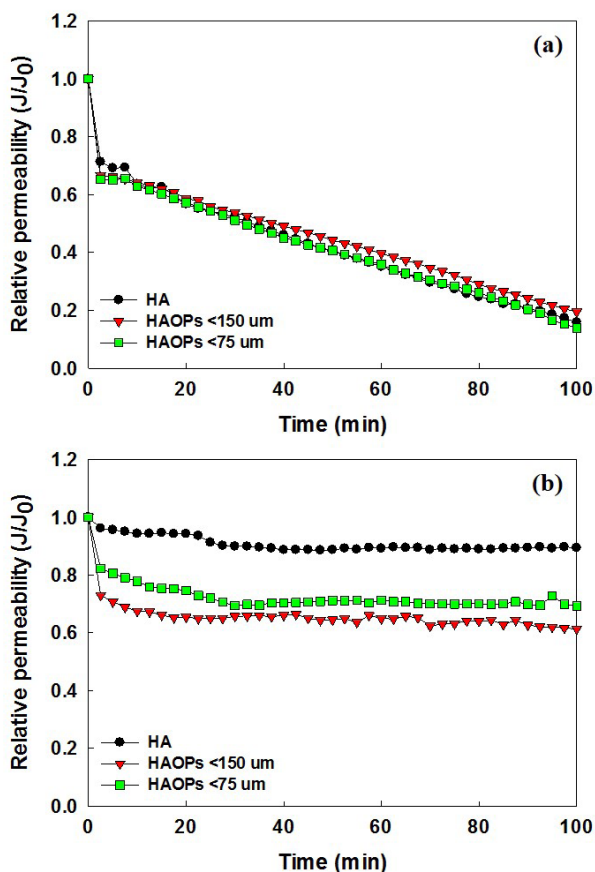 (a)
Relative permeability (J/J0)
1.2
1.0
0.8
0.6
0.4
0.2
0.0
HA
HAOPs <150 um
HAOPs <75 um
0 20 40 60 80 100
Time (min)
(b)
Relative permeability (J/J0)
1.2
1.0
0.8
0.6
0.4
0.2
0.0
HA
HAOPs <150 um
HAOPs <75 um
0 20 40 60 80 100
Time (min)